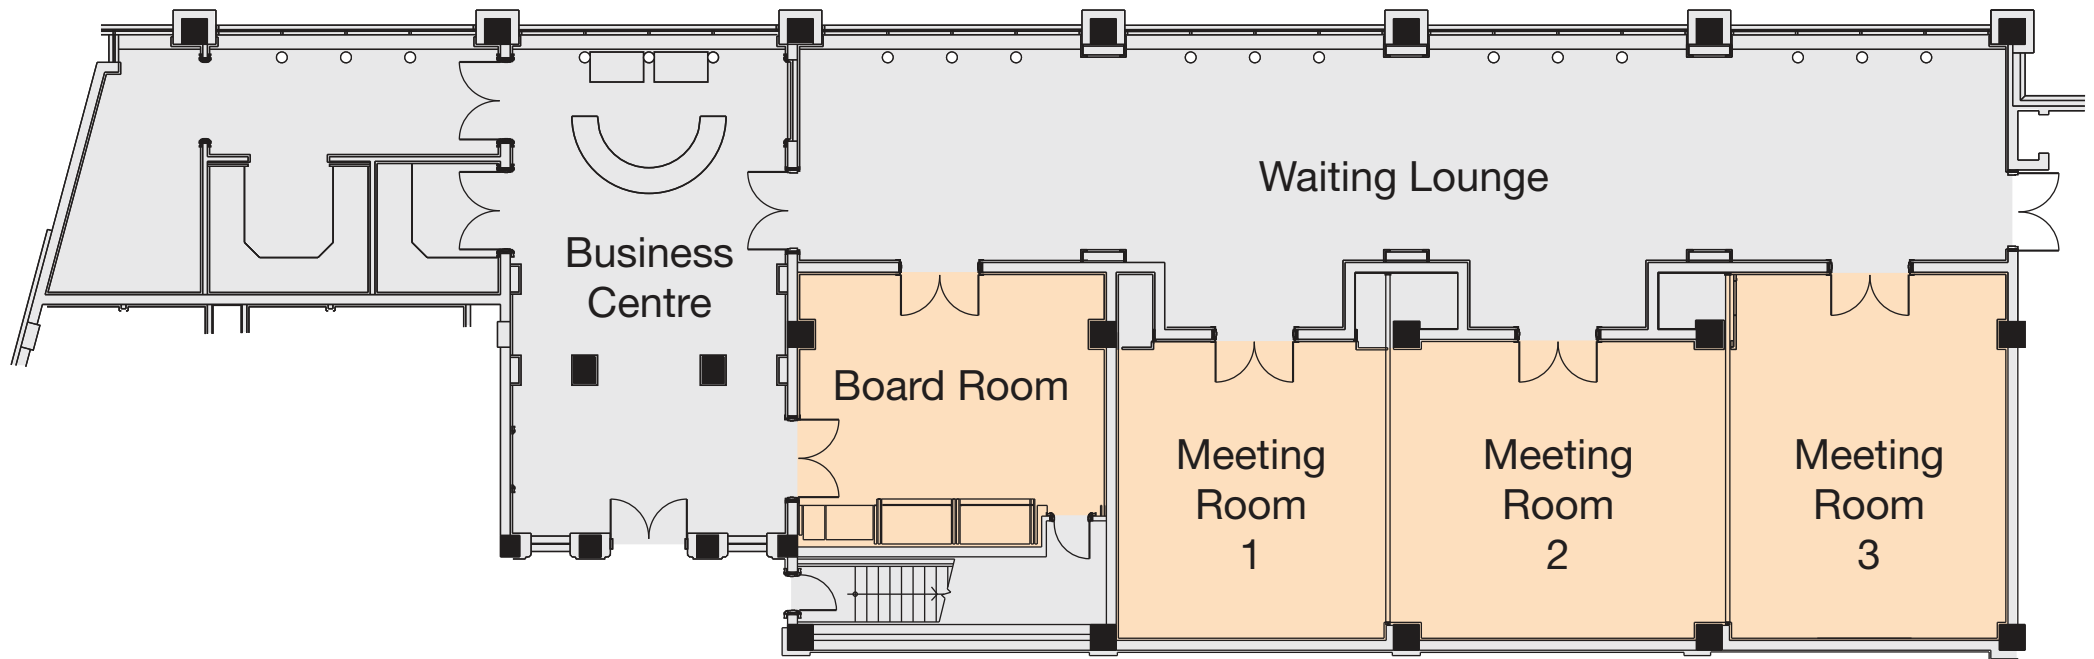 Waiting Lounge
Business
Centre
Board Room
Meeting
Room
1
Meeting
Room
2
Meeting
Room
3